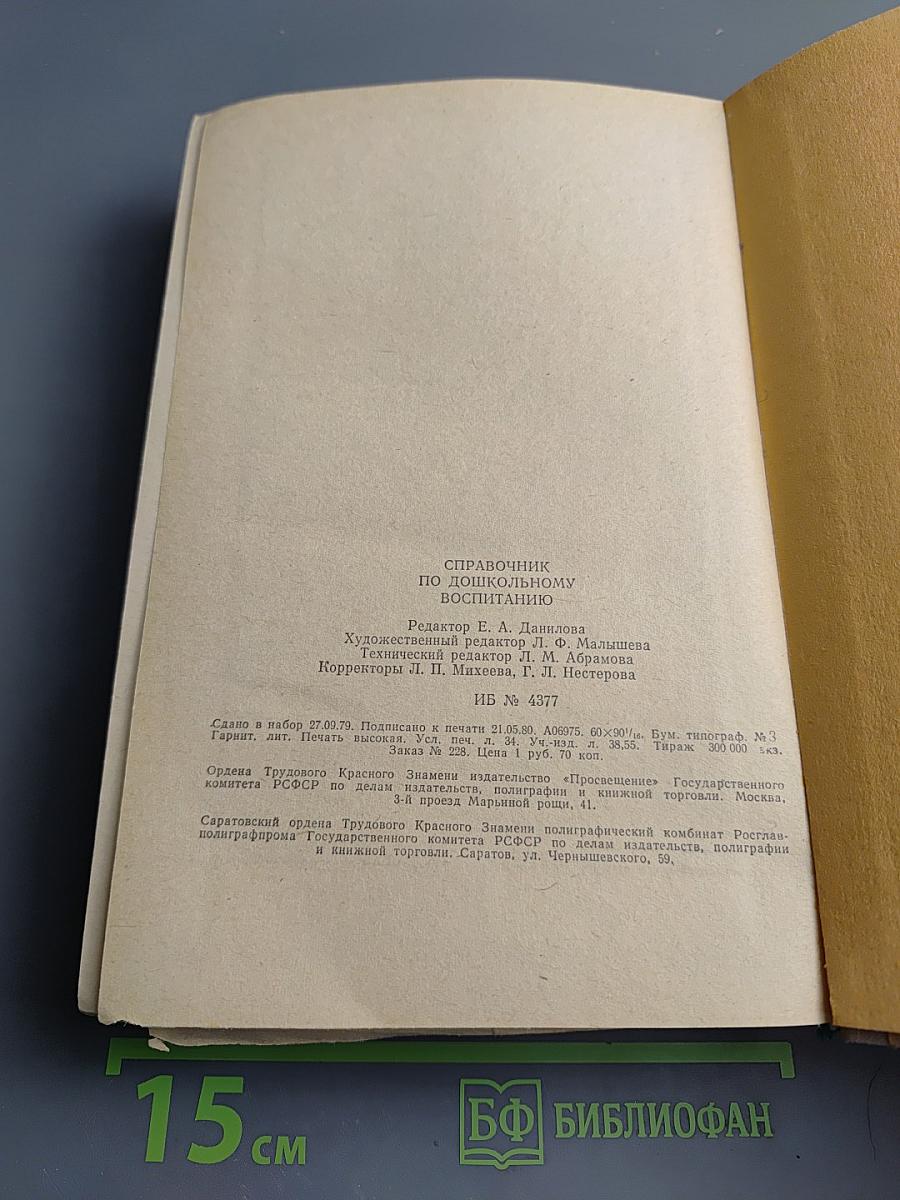 СПРАВОЧНИК
ПО ДОШКОЛЬНОМУ
ВОСПИТАНИЮ
Редактор Е. А. Данилова
Художественный редактор Л. Ф. Малышева
Технический редактор Л. М. Абрамова
Корректоры Л. П. Михеева, Г. Л. Нестерова
ИБ № 4377
Сдано в набор 27.09.79. Подписано к печати 21.05.80. А06975. 60×90¹/₁₆. Бум. типограф. № 3
Гарнит. лит. Печать высокая. Усл. печ. л. 34. Уч.-изд. л. 38,55. Тираж 300 000 экз.
Заказ № 228. Цена 1 руб. 70 коп.
Ордена Трудового Красного Знамени издательство «Просвещение» Государственного
комитета РСФСР по делам издательств, полиграфии и книжной торговли. Москва,
3-й проезд Марьиной рощи, 41.
Саратовский ордена Трудового Красного Знамени полиграфический комбинат Росглав-
полиграфпрома Государственного комитета РСФСР по делам издательств, полиграфии
и книжной торговли. Саратов, ул. Чернышевского, 59.
15 см
БФ БИБЛИОФАН